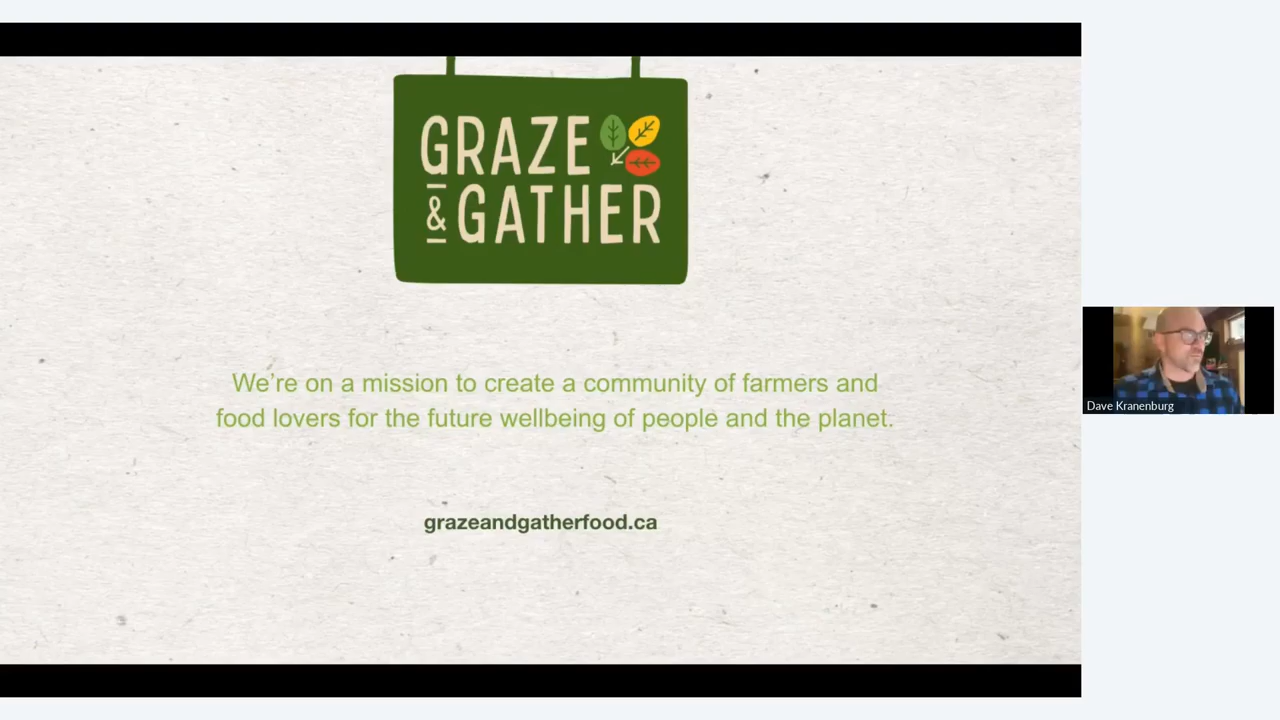 GRAZE
& GATHER
We're on a mission to create a community of farmers and
food lovers for the future wellbeing of people and the planet.
grazeandgatherfood.ca
Dave Kranenburg